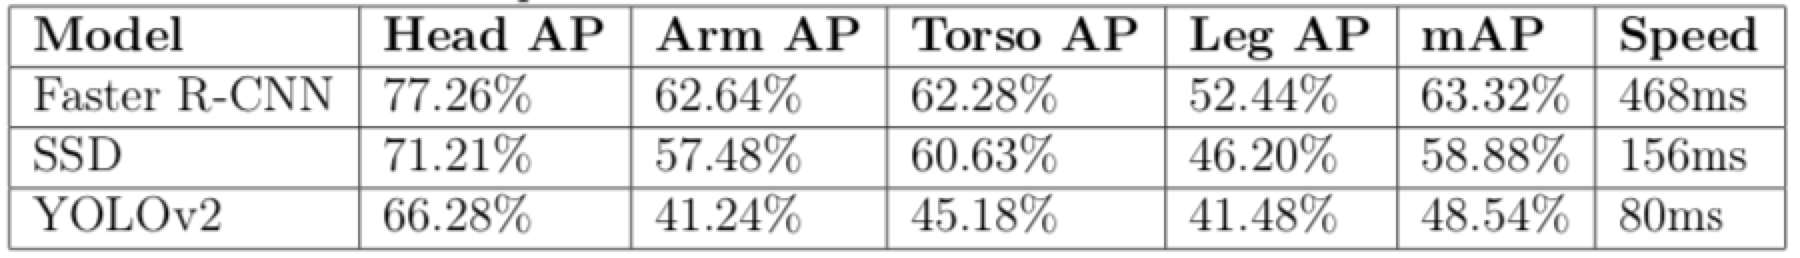 Model Head AP Arm AP Torso AP Leg AP mAP Speed
Faster R-CNN 77.26% 62.64% 62.28% 52.44% 63.32% 468ms
SSD 71.21% 57.48% 60.63% 46.20% 58.88% 156ms
YOLOv2 66.28% 41.24% 45.18% 41.48% 48.54% 80ms